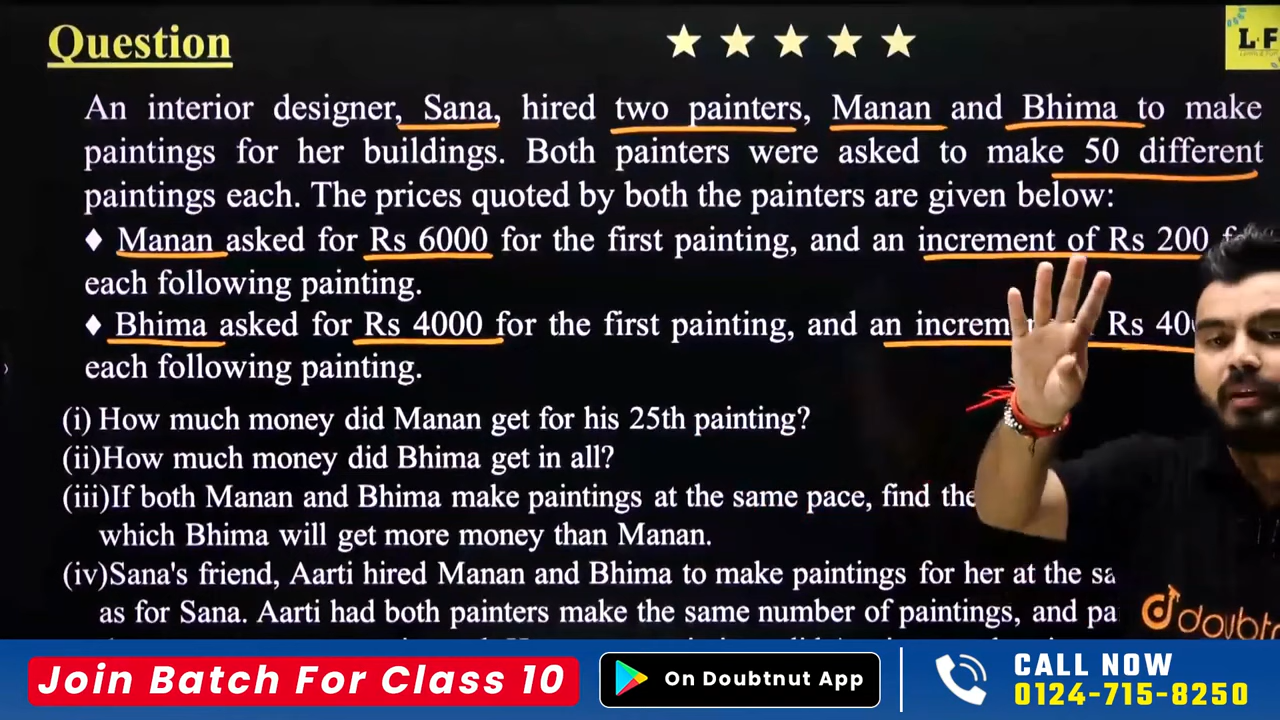 Question
L·F
An interior designer, Sana, hired two painters, Manan and Bhima to make
paintings for her buildings. Both painters were asked to make 50 different
paintings each. The prices quoted by both the painters are given below:
♦ Manan asked for Rs 6000 for the first painting, and an increment of Rs 200
each following painting.
♦ Bhima asked for Rs 4000 for the first painting, and an increm Rs 40
each following painting.
(i) How much money did Manan get for his 25th painting?
(ii)How much money did Bhima get in all?
(iii)If both Manan and Bhima make paintings at the same pace, find the
which Bhima will get more money than Manan.
(iv)Sana's friend, Aarti hired Manan and Bhima to make paintings for her at the sa
as for Sana. Aarti had both painters make the same number of paintings, and pa
doubt
Join Batch For Class 10
On Doubtnut App
CALL NOW
0124-715-8250